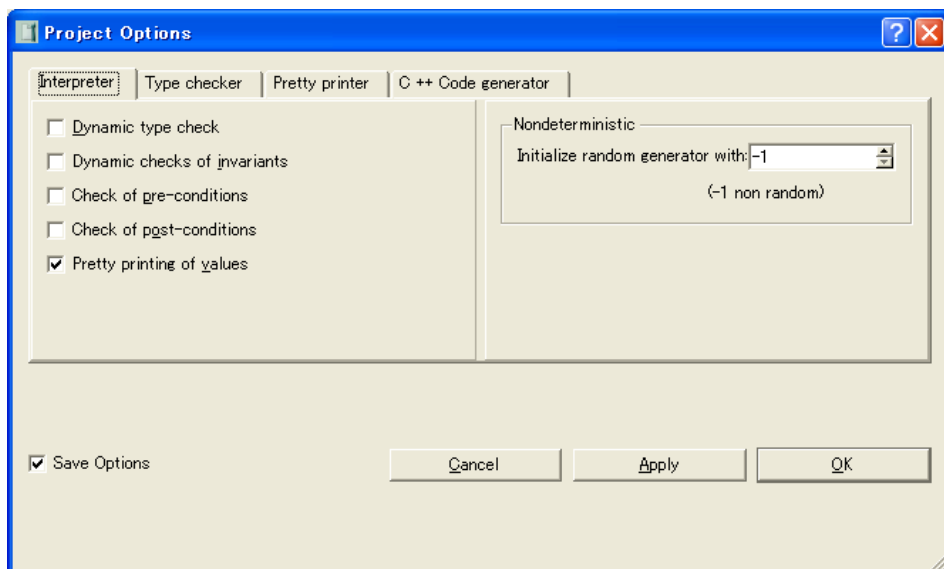 Project Options
Interpreter Type checker Pretty printer C ++ Code generator
Dynamic type check
Dynamic checks of invariants
Check of pre-conditions
Check of post-conditions
Pretty printing of values
Nondeterministic
Initialize random generator with: -1
(-1 non random)
Save Options
Cancel Apply OK